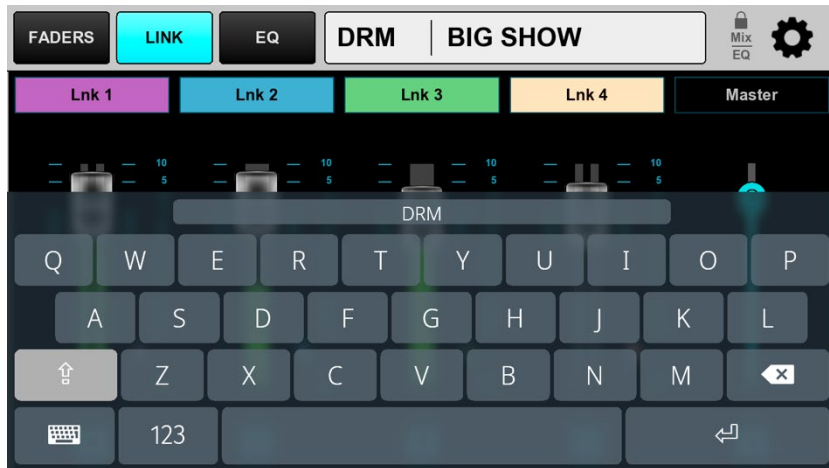 FADERS LINK EQ DRM BIG SHOW Mix EQ
Lnk 1 Lnk 2 Lnk 3 Lnk 4 Master
10 10 10 10
5 5 5 5
DRM
Q W E R T Y U I O P
A S D F G H J K L
Z X C V B N M
123